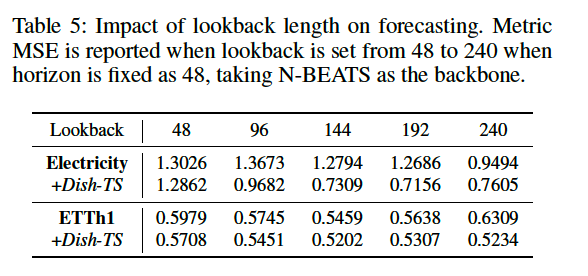 Table 5: Impact of lookback length on forecasting. Metric
MSE is reported when lookback is set from 48 to 240 when
horizon is fixed as 48, taking N-BEATS as the backbone.
Lookback 48 96 144 192 240
Electricity 1.3026 1.3673 1.2794 1.2686 0.9494
+Dish-TS 1.2862 0.9682 0.7309 0.7156 0.7605
ETTh1 0.5979 0.5745 0.5459 0.5638 0.6309
+Dish-TS 0.5708 0.5451 0.5202 0.5307 0.5234